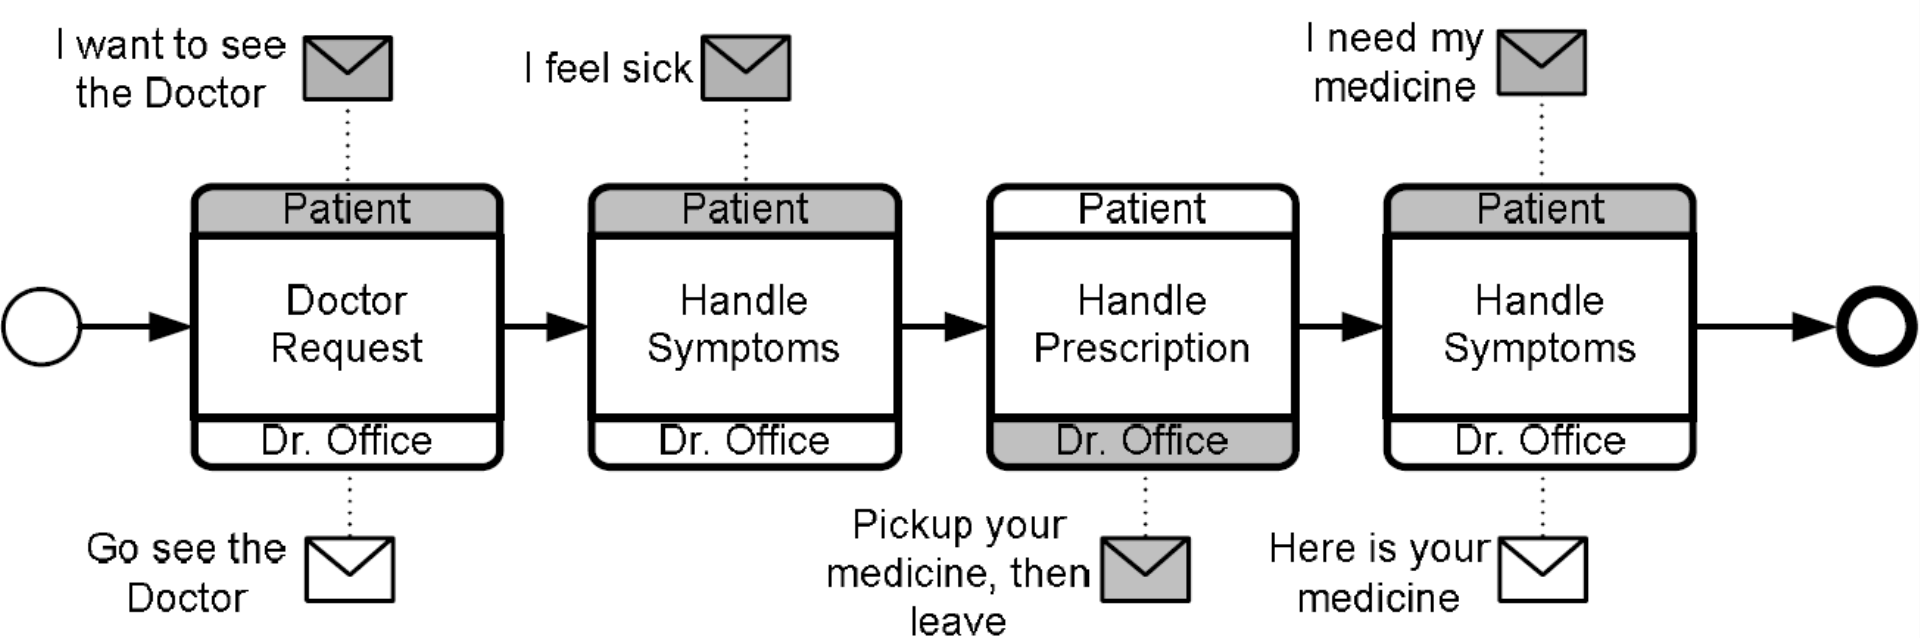 I want to see
the Doctor
I feel sick
I need my
medicine
Patient
Patient
Patient
Patient
Doctor
Request
Handle
Symptoms
Handle
Prescription
Handle
Symptoms
Dr. Office
Dr. Office
Dr. Office
Dr. Office
Go see the
Doctor
Pickup your
medicine, then
leave
Here is your
medicine